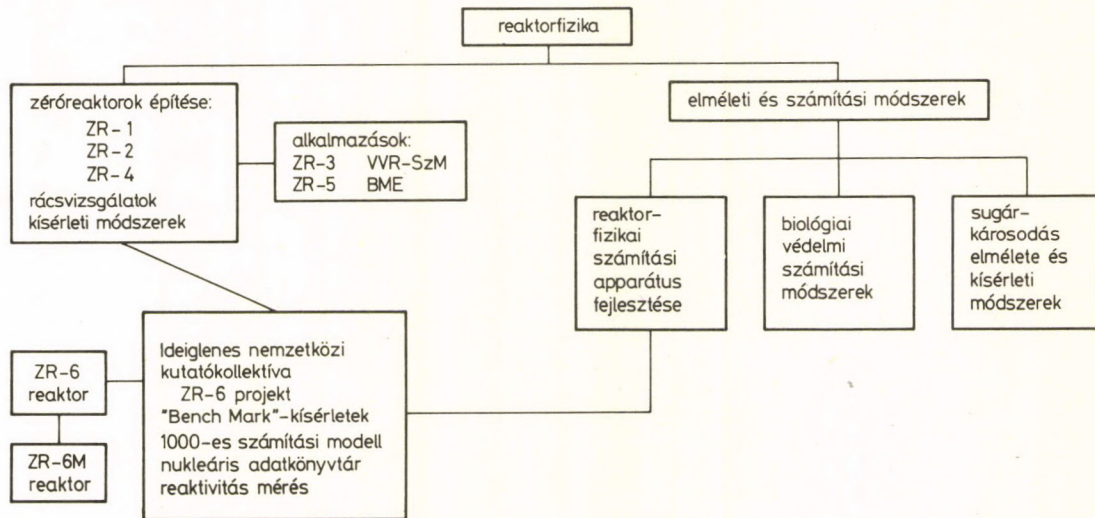 reaktorfizika
zéróreaktorok építése:
ZR-1
ZR-2
ZR-4
rácsvizsgálatok
kísérleti módszerek
alkalmazások:
ZR-3 VVR-SzM
ZR-5 BME
elméleti és számítási módszerek
reaktor-
fizikai
számítási
apparátus
fejlesztése
biológiai
védelmi
számítási
módszerek
sugár-
károsodás
elmélete és
kísérleti
módszerek
Ideiglenes nemzetközi
kutatókollektíva
ZR-6 projekt
"Bench Mark"-kísérletek
1000-es számítási modell
nukleáris adatkönyvtár
reaktivitás mérés
ZR-6
reaktor
ZR-6M
reaktor